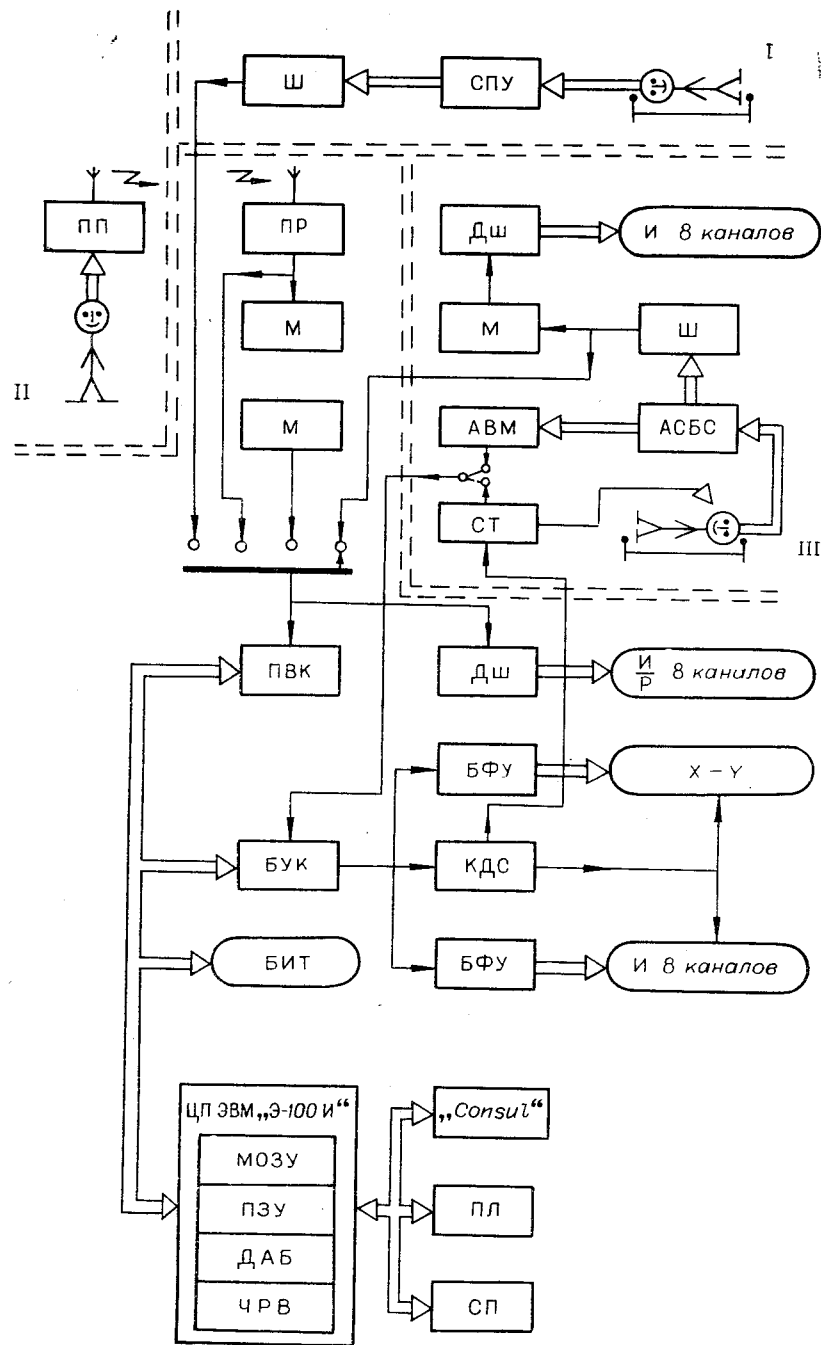 I
Ш
СПУ
ПП
ПР
ДШ
И 8 каналов
М
М
Ш
II
М
АВМ
АСБС
СТ
III
ПВК
ДШ
И/Р 8 каналов
БФУ
X – Y
БУК
КДС
БИТ
БФУ
И 8 каналов
ЦП ЭВМ „Э-100 И“
„Consul“
МОЗУ
ПЗУ
ПЛ
ДАБ
ЧРВ
СП